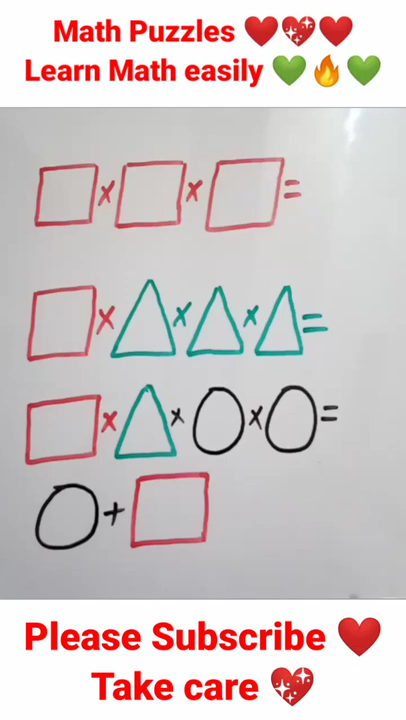 Math Puzzles ❤️💖❤️
Learn Math easily 💚🔥💚
□×□×□=
□×△×△×△=
□×△×○×○=
○+□
Please Subscribe ❤️
Take care 💖